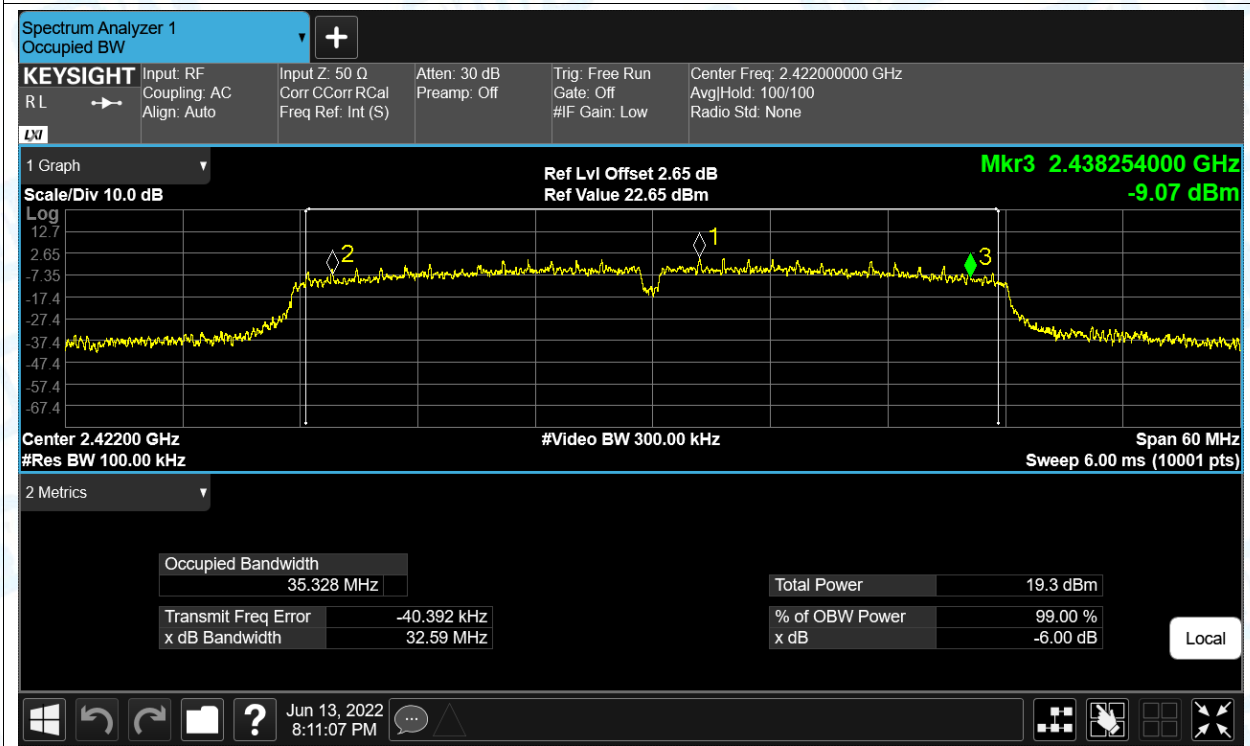 Spectrum Analyzer 1
Occupied BW
+
KEYSIGHT
R L
LXI
Input: RF
Coupling: AC
Align: Auto
Input Z: 50 Ω
Corr CCorr RCal
Freq Ref: Int (S)
Atten: 30 dB
Preamp: Off
Trig: Free Run
Gate: Off
#IF Gain: Low
Center Freq: 2.422000000 GHz
Avg|Hold: 100/100
Radio Std: None
1 Graph
Scale/Div 10.0 dB
Ref Lvl Offset 2.65 dB
Ref Value 22.65 dBm
Mkr3 2.438254000 GHz
-9.07 dBm
Log
12.7
2.65
-7.35
-17.4
-27.4
-37.4
-47.4
-57.4
-67.4
2
1
3
Center 2.42200 GHz
#Res BW 100.00 kHz
#Video BW 300.00 kHz
Span 60 MHz
Sweep 6.00 ms (10001 pts)
2 Metrics
Occupied Bandwidth
35.328 MHz
Transmit Freq Error -40.392 kHz
x dB Bandwidth 32.59 MHz
Total Power 19.3 dBm
% of OBW Power 99.00 %
x dB -6.00 dB
Local
?
Jun 13, 2022
8:11:07 PM